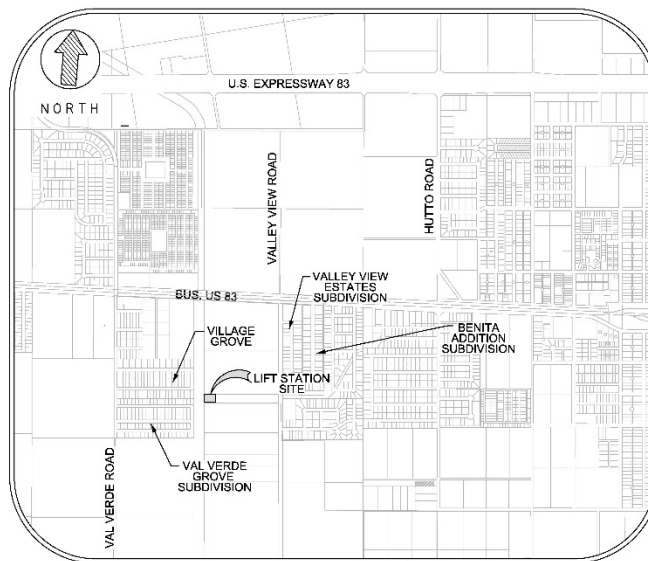 U.S. EXPRESSWAY 83
NORTH
VALLEY VIEW ROAD
HUTTO ROAD
VALLEY VIEW
ESTATES
SUBDIVISION
BUS. US 83
BENITA
ADDITION
SUBDIVISION
VILLAGE
GROVE
LIFT STATION
SITE
VAL VERDE
GROVE
SUBDIVISION
VAL VERDE ROAD